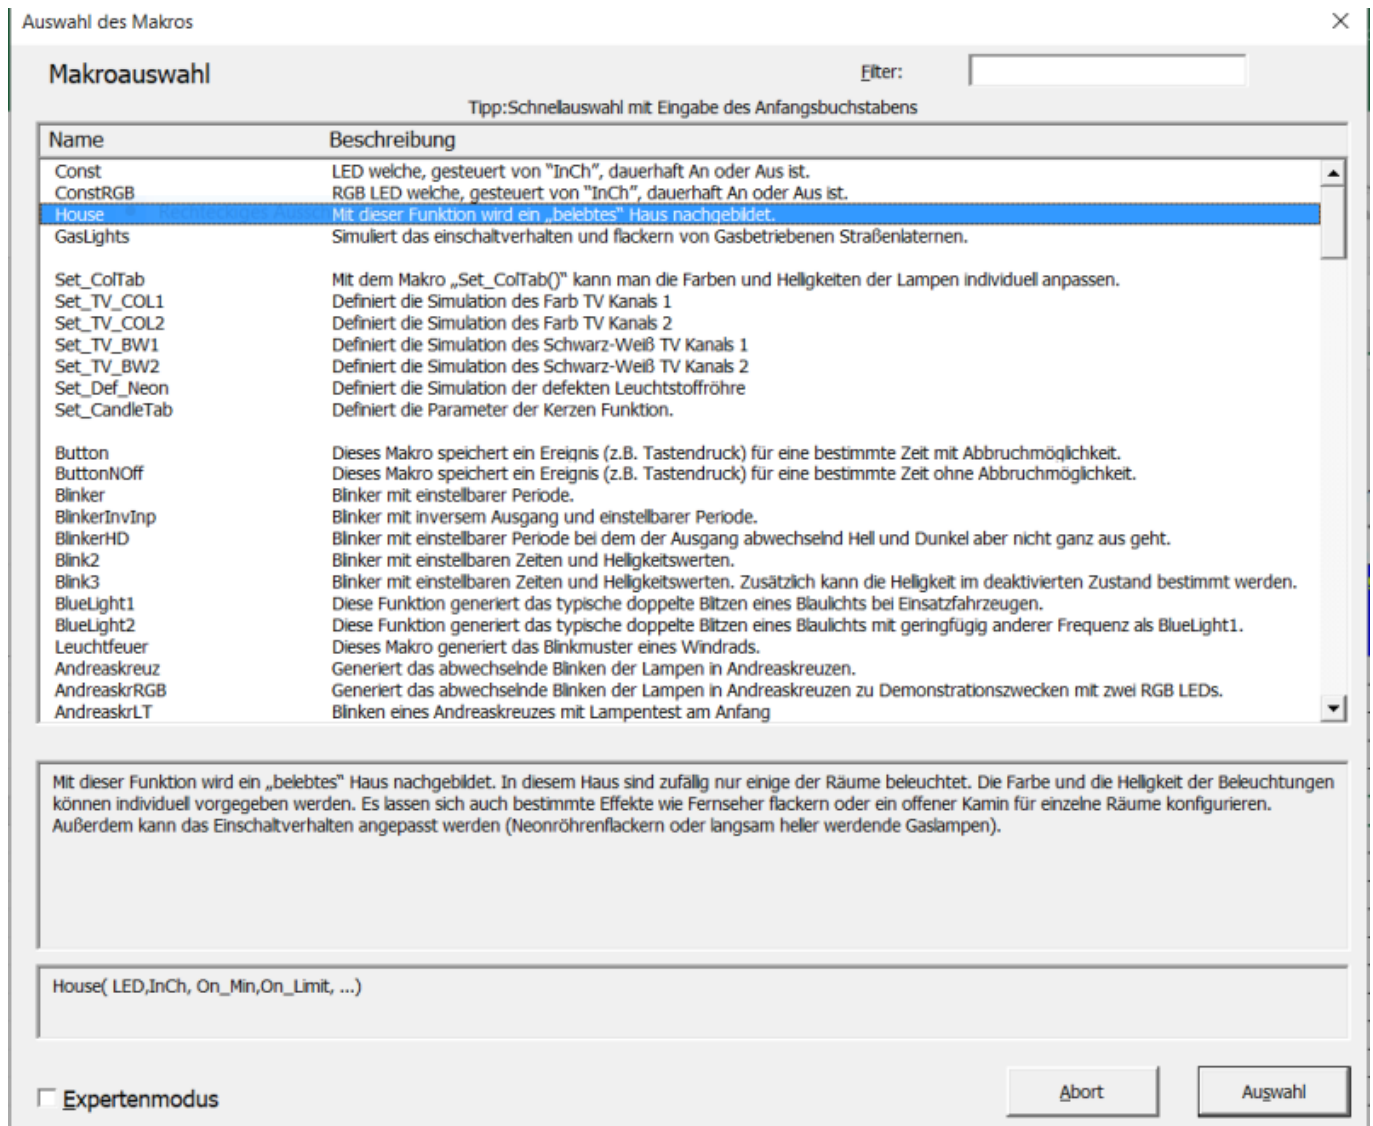 Auswahl des Makros
Makroauswahl
Filter:
Tipp:Schnellauswahl mit Eingabe des Anfangsbuchstabens
Name Beschreibung
Const LED welche, gesteuert von "InCh", dauerhaft An oder Aus ist.
ConstRGB RGB LED welche, gesteuert von "InCh", dauerhaft An oder Aus ist.
House Mit dieser Funktion wird ein „belebtes“ Haus nachgebildet.
GasLights Simuliert das einschaltverhalten und flackern von Gasbetriebenen Straßenlaternen.
Set_ColTab Mit dem Makro „Set_ColTab()“ kann man die Farben und Helligkeiten der Lampen individuell anpassen.
Set_TV_COL1 Definiert die Simulation des Farb TV Kanals 1
Set_TV_COL2 Definiert die Simulation des Farb TV Kanals 2
Set_TV_BW1 Definiert die Simulation des Schwarz-Weiß TV Kanals 1
Set_TV_BW2 Definiert die Simulation des Schwarz-Weiß TV Kanals 2
Set_Def_Neon Definiert die Simulation der defekten Leuchtstoffröhre
Set_CandleTab Definiert die Parameter der Kerzen Funktion.
Button Dieses Makro speichert ein Ereignis (z.B. Tastendruck) für eine bestimmte Zeit mit Abbruchmöglichkeit.
ButtonNOff Dieses Makro speichert ein Ereignis (z.B. Tastendruck) für eine bestimmte Zeit ohne Abbruchmöglichkeit.
Blinker Blinker mit einstellbarer Periode.
BlinkerInvInp Blinker mit inversem Ausgang und einstellbarer Periode.
BlinkerHD Blinker mit einstellbarer Periode bei dem der Ausgang abwechselnd Hell und Dunkel aber nicht ganz aus geht.
Blink2 Blinker mit einstellbaren Zeiten und Helligkeitswerten.
Blink3 Blinker mit einstellbaren Zeiten und Helligkeitswerten. Zusätzlich kann die Helligkeit im deaktivierten Zustand bestimmt werden.
BlueLight1 Diese Funktion generiert das typische doppelte Blitzen eines Blaulichts bei Einsatzfahrzeugen.
BlueLight2 Diese Funktion generiert das typische doppelte Blitzen eines Blaulichts mit geringfügig anderer Frequenz als BlueLight1.
Leuchtfeuer Dieses Makro generiert das Blinkmuster eines Windrads.
Andreaskreuz Generiert das abwechselnde Blinken der Lampen in Andreaskreuzen.
AndreaskrRGB Generiert das abwechselnde Blinken der Lampen in Andreaskreuzen zu Demonstrationszwecken mit zwei RGB LEDs.
AndreaskrLT Blinken eines Andreaskreuzes mit Lampentest am Anfang
Mit dieser Funktion wird ein „belebtes“ Haus nachgebildet. In diesem Haus sind zufällig nur einige der Räume beleuchtet. Die Farbe und die Helligkeit der Beleuchtungen
können individuell vorgegeben werden. Es lassen sich auch bestimmte Effekte wie Fernseher flackern oder ein offener Kamin für einzelne Räume konfigurieren.
Außerdem kann das Einschaltverhalten angepasst werden (Neonröhrenflackern oder langsam heller werdende Gaslampen).
House( LED,InCh, On_Min,On_Limit, ...)
Expertenmodus
Abort
Auswahl